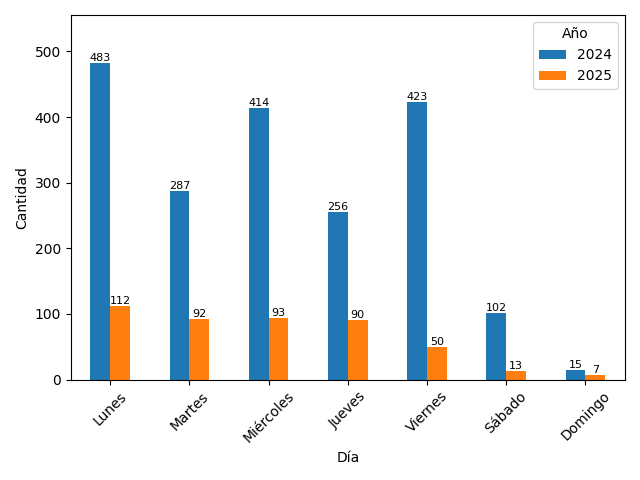 Año
2024
2025
500
400
300
200
100
0
Cantidad
483
112
287
92
414
93
256
90
423
50
102
13
15
7
Lunes
Martes
Miércoles
Jueves
Viernes
Sábado
Domingo
Día